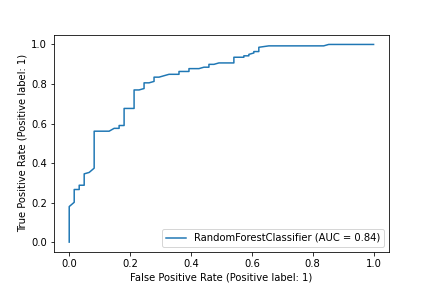 True Positive Rate (Positive label: 1)
1.0
0.8
0.6
0.4
0.2
0.0
RandomForestClassifier (AUC = 0.84)
0.0 0.2 0.4 0.6 0.8 1.0
False Positive Rate (Positive label: 1)